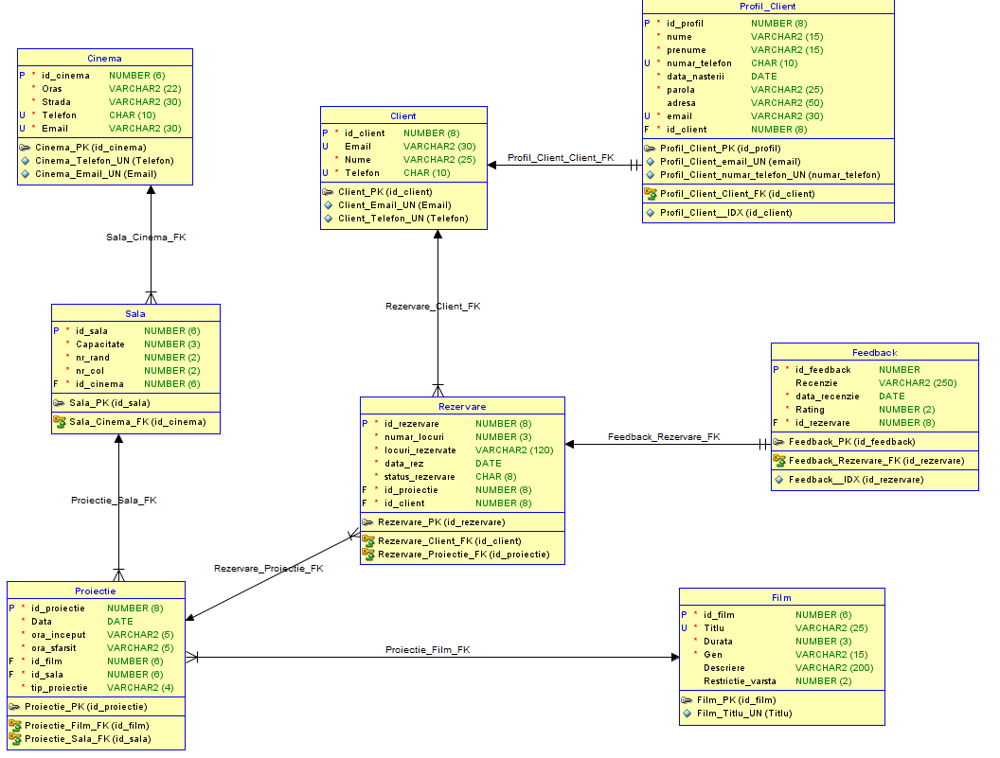 Profil_Client
P * id_profil NUMBER (8)
* nume VARCHAR2 (15)
* prenume VARCHAR2 (15)
U * numar_telefon CHAR (10)
* data_nasterii DATE
* parola VARCHAR2 (25)
adresa VARCHAR2 (50)
U * email VARCHAR2 (30)
F * id_client NUMBER (8)
Profil_Client_PK (id_profil)
Profil_Client_email_UN (email)
Profil_Client_numar_telefon_UN (numar_telefon)
Profil_Client_Client_FK (id_client)
Profil_Client__IDX (id_client)
Cinema
P * id_cinema NUMBER (6)
* Oras VARCHAR2 (22)
* Strada VARCHAR2 (30)
U * Telefon CHAR (10)
U * Email VARCHAR2 (30)
Cinema_PK (id_cinema)
Cinema_Telefon_UN (Telefon)
Cinema_Email_UN (Email)
Client
P * id_client NUMBER (8)
U Email VARCHAR2 (30)
* Nume VARCHAR2 (25)
U * Telefon CHAR (10)
Client_PK (id_client)
Client_Email_UN (Email)
Client_Telefon_UN (Telefon)
Profil_Client_Client_FK
Sala_Cinema_FK
Rezervare_Client_FK
Sala
P * id_sala NUMBER (6)
* Capacitate NUMBER (3)
* nr_rand NUMBER (2)
* nr_col NUMBER (2)
F * id_cinema NUMBER (6)
Sala_PK (id_sala)
Sala_Cinema_FK (id_cinema)
Feedback
P * id_feedback NUMBER
Recenzie VARCHAR2 (250)
* data_recenzie DATE
* Rating NUMBER (2)
F * id_rezervare NUMBER (8)
Feedback_PK (id_feedback)
Feedback_Rezervare_FK (id_rezervare)
Feedback__IDX (id_rezervare)
Rezervare
P * id_rezervare NUMBER (8)
* numar_locuri NUMBER (3)
* locuri_rezervate VARCHAR2 (120)
* data_rez DATE
* status_rezervare CHAR (8)
F * id_proiectie NUMBER (8)
F * id_client NUMBER (8)
Rezervare_PK (id_rezervare)
Rezervare_Client_FK (id_client)
Rezervare_Proiectie_FK (id_proiectie)
Feedback_Rezervare_FK
Proiectie_Sala_FK
Rezervare_Proiectie_FK
Proiectie
P * id_proiectie NUMBER (8)
* Data DATE
* ora_inceput VARCHAR2 (5)
* ora_sfarsit VARCHAR2 (5)
F * id_film NUMBER (6)
F * id_sala NUMBER (6)
* tip_proiectie VARCHAR2 (4)
Proiectie_PK (id_proiectie)
Proiectie_Film_FK (id_film)
Proiectie_Sala_FK (id_sala)
Proiectie_Film_FK
Film
P * id_film NUMBER (6)
U * Titlu VARCHAR2 (25)
* Durata NUMBER (3)
* Gen VARCHAR2 (15)
Descriere VARCHAR2 (200)
Restrictie_varsta NUMBER (2)
Film_PK (id_film)
Film_Titlu_UN (Titlu)